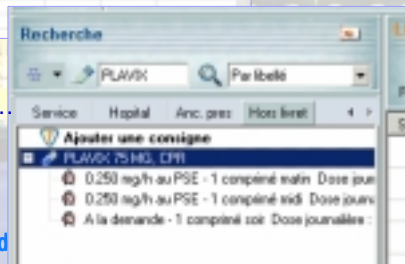 Recherche
PLAVIX Par libellé
Service Hopital Anc. pres Hors livret
Ajouter une consigne
PLAVIX 75 MG, CPR
0.250 mg/h au PSE - 1 comprimé matin Dose jour
0.250 mg/h au PSE - 1 comprimé midi Dose journ
A la demande - 1 comprimé soir Dose journalière :